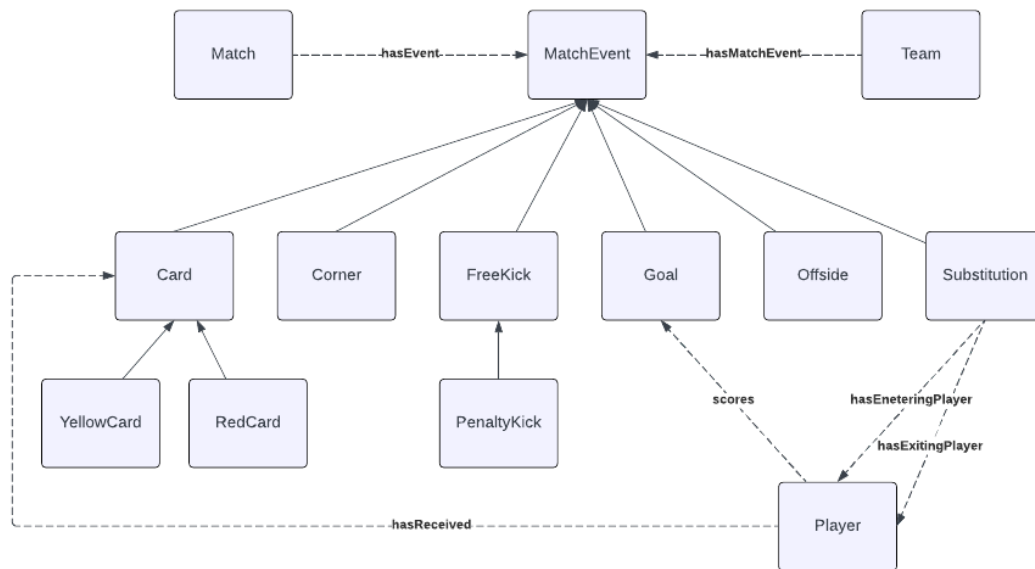 Match
hasEvent
MatchEvent
hasMatchEvent
Team
Card
Corner
FreeKick
Goal
Offside
Substitution
YellowCard
RedCard
PenaltyKick
scores
hasEneteringPlayer
hasExitingPlayer
Player
hasReceived